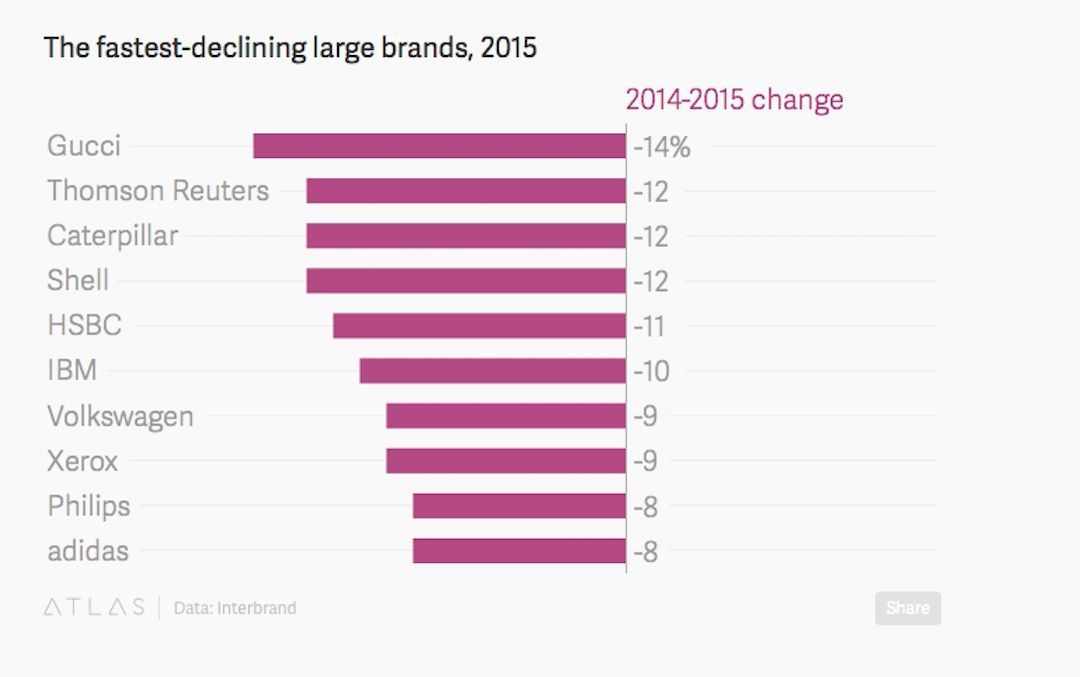 The fastest-declining large brands, 2015
2014-2015 change
Gucci -14%
Thomson Reuters -12
Caterpillar -12
Shell -12
HSBC -11
IBM -10
Volkswagen -9
Xerox -9
Philips -8
adidas -8
ATLAS Data: Interbrand Share